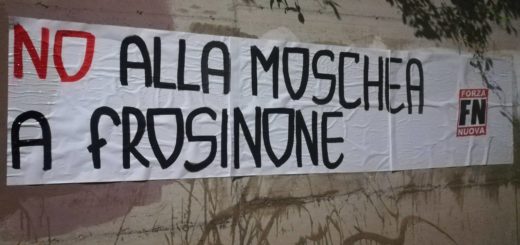 NO ALLA MOSCHEA
A FROSINONE
FORZA
FN
NUOVA